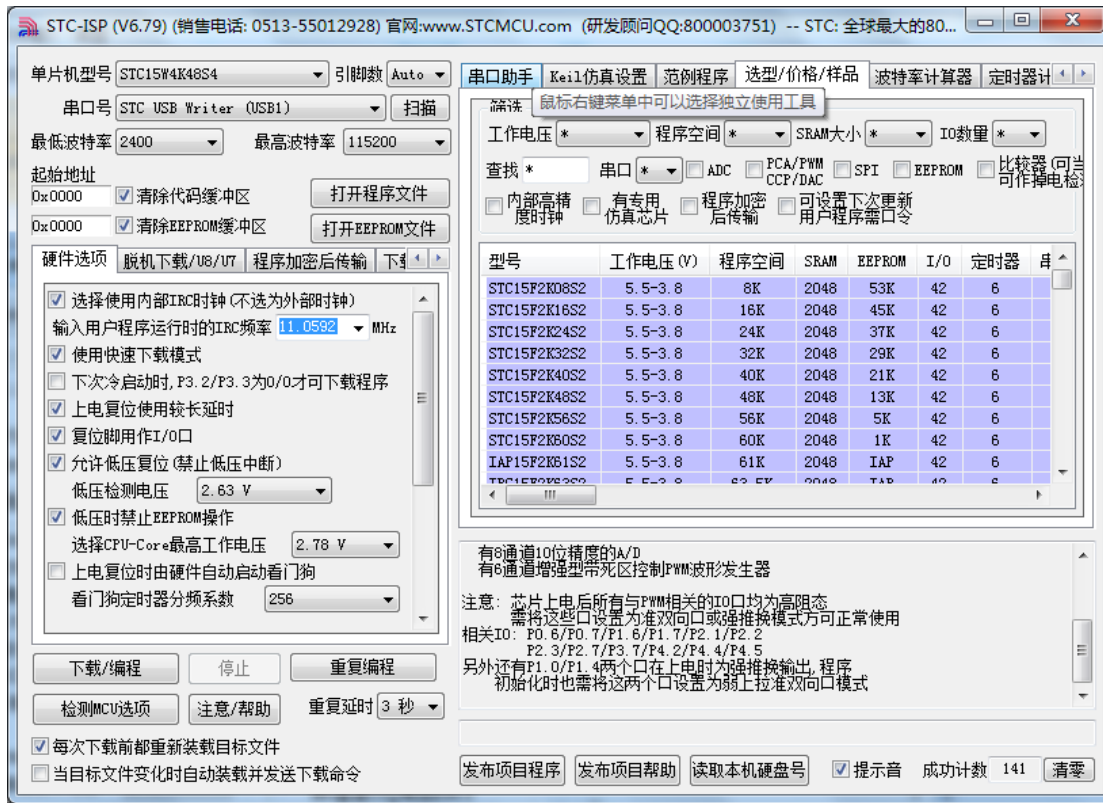 STC-ISP (V6.79) (销售电话: 0513-55012928) 官网:www.STCMCU.com (研发顾问QQ:800003751) -- STC: 全球最大的80...
单片机型号 STC15W4K48S4 引脚数 Auto
串口号 STC USB Writer (USB1) 扫描
最低波特率 2400 最高波特率 115200
起始地址
0x0000 清除代码缓冲区 打开程序文件
0x0000 清除EEPROM缓冲区 打开EEPROM文件
硬件选项 脱机下载/U8/U7 程序加密后传输
选择使用内部IRC时钟(不选为外部时钟)
输入用户程序运行时的IRC频率 11.0592 MHz
使用快速下载模式
下次冷启动时,P3.2/P3.3为0/0才可下载程序
上电复位使用较长延时
复位脚用作I/O口
允许低压复位(禁止低压中断)
低压检测电压 2.63 V
低压时禁止EEPROM操作
选择CPU-Core最高工作电压 2.78 V
上电复位时由硬件自动启动看门狗
看门狗定时器分频系数 256
下载/编程 停止 重复编程
检测MCU选项 注意/帮助 重复延时 3 秒
每次下载前都重新装载目标文件
当目标文件变化时自动装载并发送下载命令
串口助手 Keil仿真设置 范例程序 选型/价格/样品 波特率计算器 定时器计
筛选 鼠标右键菜单中可以选择独立使用工具
工作电压 * 程序空间 * SRAM大小 * IO数量 *
查找 * 串口 * ADC PCA/PWM CCP/DAC SPI EEPROM 比较器(可当可作掉电检
内部高精度时钟 有专用仿真芯片 程序加密后传输 可设置下次更新用户程序需口令
型号 工作电压(V) 程序空间 SRAM EEPROM I/O 定时器
STC15F2K08S2 5.5-3.8 8K 2048 53K 42 6
STC15F2K16S2 5.5-3.8 16K 2048 45K 42 6
STC15F2K24S2 5.5-3.8 24K 2048 37K 42 6
STC15F2K32S2 5.5-3.8 32K 2048 29K 42 6
STC15F2K40S2 5.5-3.8 40K 2048 21K 42 6
STC15F2K48S2 5.5-3.8 48K 2048 13K 42 6
STC15F2K56S2 5.5-3.8 56K 2048 5K 42 6
STC15F2K60S2 5.5-3.8 60K 2048 1K 42 6
IAP15F2K61S2 5.5-3.8 61K 2048 IAP 42 6
有8通道10位精度的A/D
有6通道增强型带死区控制PWM波形发生器
注意: 芯片上电后所有与PWM相关的IO口均为高阻态
需将这些口设置为准双向口或强推挽模式方可正常使用
相关IO: P0.6/P0.7/P1.6/P1.7/P2.1/P2.2
P2.3/P2.7/P3.7/P4.2/P4.4/P4.5
另外还有P1.0/P1.4两个口在上电时为强推挽输出,程序
初始化时也需将这两个口设置为弱上拉准双向口模式
发布项目程序 发布项目帮助 读取本机硬盘号 提示音 成功计数 141 清零